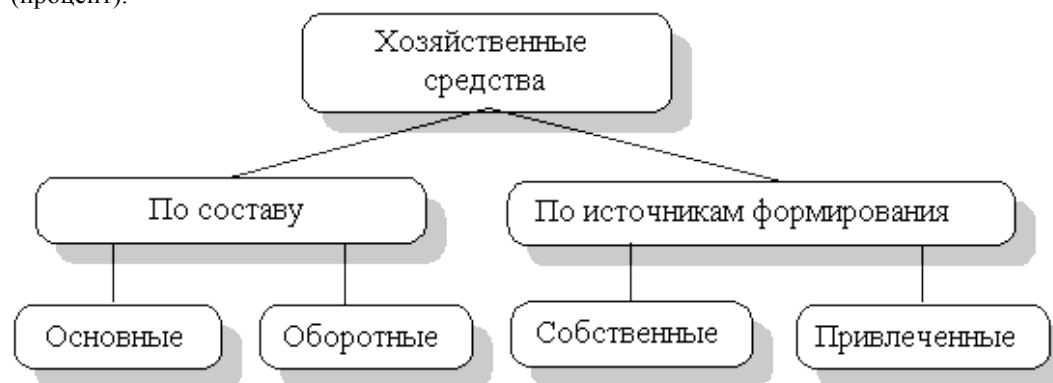 (процент).
Хозяйственные
средства
По составу
По источникам формирования
Основные
Оборотные
Собственные
Привлеченные